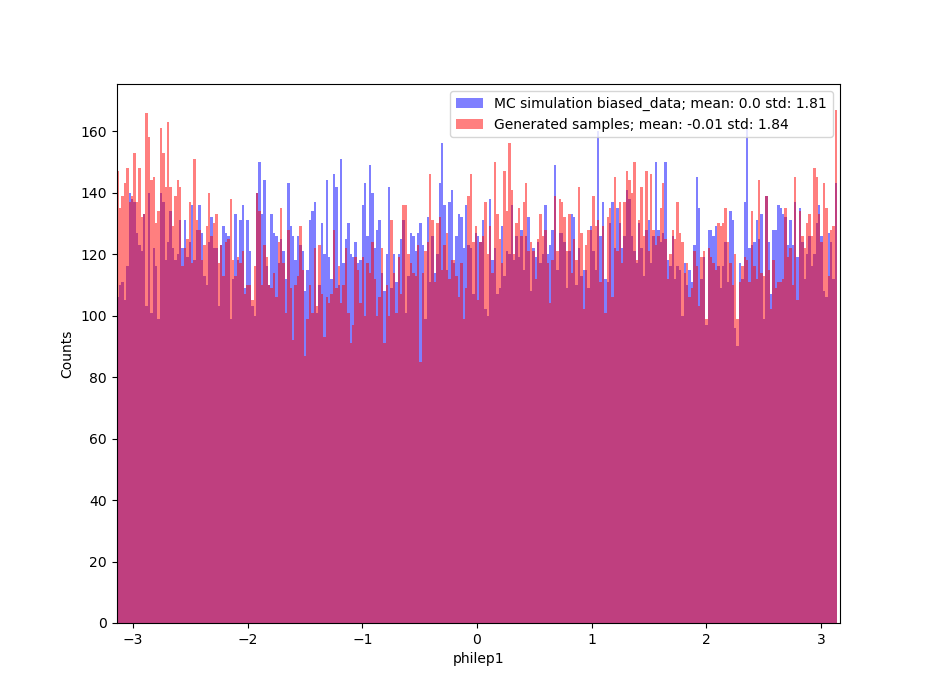 MC simulation biased_data; mean: 0.0 std: 1.81
Generated samples; mean: -0.01 std: 1.84
160
140
120
100
80
60
40
20
0
Counts
−3 −2 −1 0 1 2 3
philep1